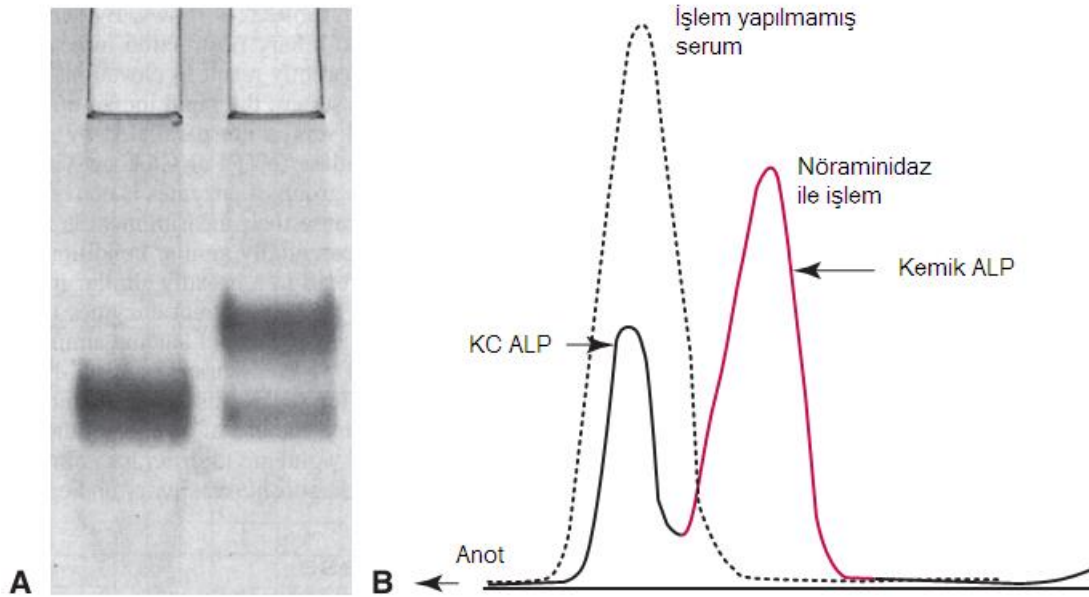 İşlem yapılmamış
serum
Nöraminidaz
ile işlem
Kemik ALP
KC ALP
Anot
A
B